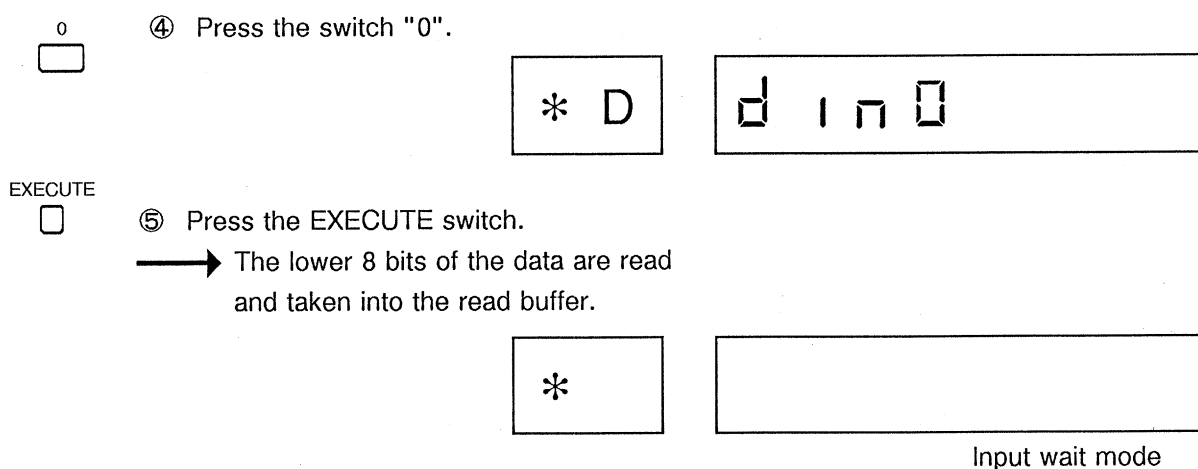 0
④ Press the switch "0".
* D
d i n 0
EXECUTE
⑤ Press the EXECUTE switch.
The lower 8 bits of the data are read
and taken into the read buffer.
*
Input wait mode